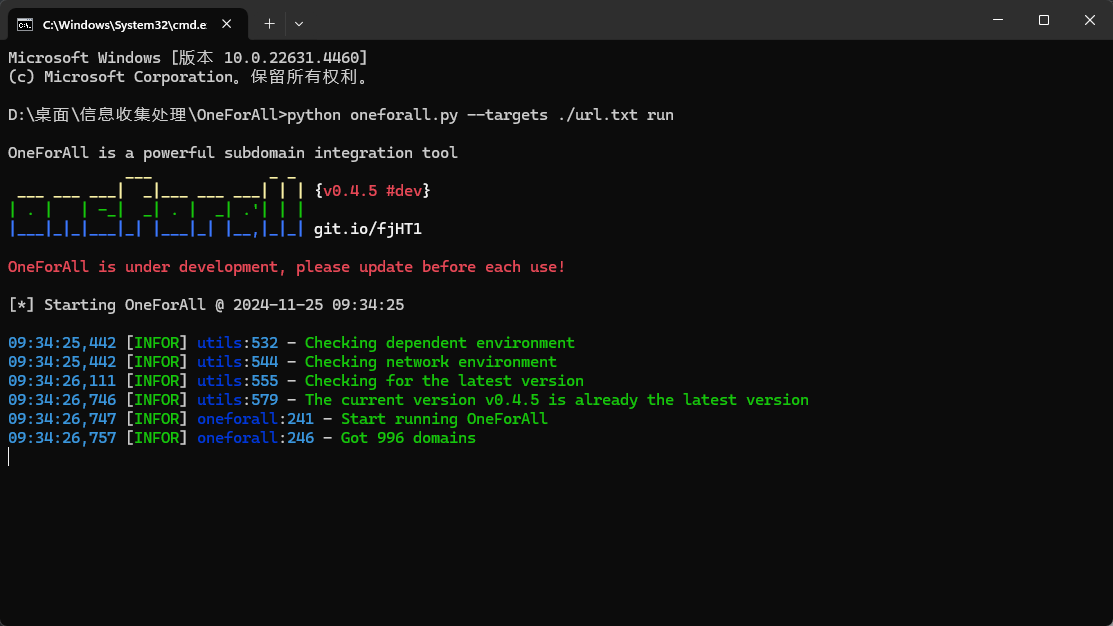 C:\Windows\System32\cmd.e
Microsoft Windows [版本 10.0.22631.4460]
(c) Microsoft Corporation。保留所有权利。
D:\桌面\信息收集处理\OneForAll>python oneforall.py --targets ./url.txt run
OneForAll is a powerful subdomain integration tool
{v0.4.5 #dev}
git.io/fjHT1
OneForAll is under development, please update before each use!
[*] Starting OneForAll @ 2024-11-25 09:34:25
09:34:25,442 [INFOR] utils:532 - Checking dependent environment
09:34:25,442 [INFOR] utils:544 - Checking network environment
09:34:26,111 [INFOR] utils:555 - Checking for the latest version
09:34:26,746 [INFOR] utils:579 - The current version v0.4.5 is already the latest version
09:34:26,747 [INFOR] oneforall:241 - Start running OneForAll
09:34:26,757 [INFOR] oneforall:246 - Got 996 domains